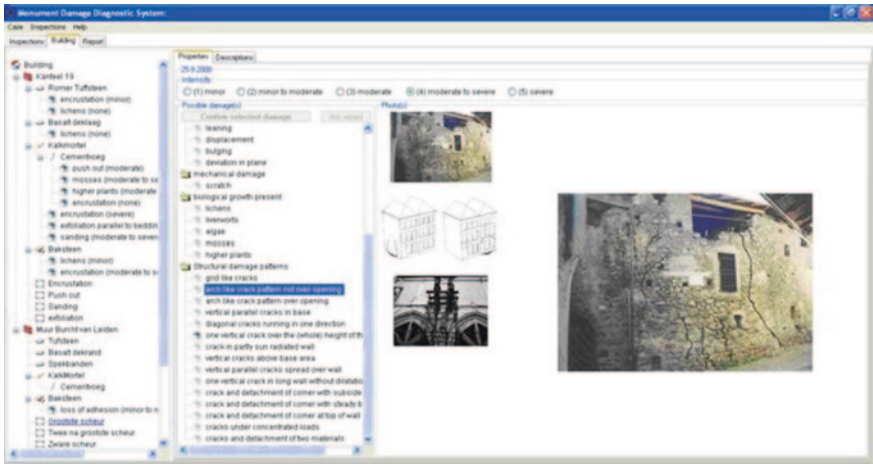 Monument Damage Diagnostic System:
Case Inspections Help
Inspections Building Report
Building
Kanteel 19
Romer Tuffsteen
encrustation (minor)
lichens (none)
Basalt deklaag
lichens (none)
Kalkmortel
Cementvoeg
push out (moderate)
mosses (moderate to se
higher plants (moderate
encrustation (none)
encrustation (severe)
exfoliation parallel to beddin
sanding (moderate to severe
Baksteen
lichens (minor)
encrustation (moderate to s
Encrustation
Push out
Sanding
exfoliation
Muur Burcht van Leiden
Tufsteen
Basalt dekrand
Spekbanden
KalkMortel
Cementvoeg
Baksteen
loss of adhesion (minor to n
Grootste scheur
Twee na grootste scheur
Zware scheur
Properties Descriptions
25-9-2008
Intensity
(1) minor (2) minor to moderate (3) moderate (4) moderate to severe (5) severe
Possible damage(s)
Confirm selected damage
leaning
displacement
bulging
deviation in plane
mechanical damage
scratch
biological growth present
lichens
liverworts
algae
mosses
higher plants
Structural damage patterns
grid like cracks
arch like crack pattern not over opening
arch like crack pattern over opening
vertical parallel cracks in base
diagonal cracks running in one direction
one vertical crack over the (whole) height of th
crack in partly sun radiated wall
vertical cracks above base area
vertical parallel cracks spread over wall
one vertical crack in long wall without dilatatio
crack and detachment of corner with subside
crack and detachment of corner with steady b
crack and detachment of corner at top of wall
cracks under concentrated loads
cracks and detachment of two materials
Photo(s)